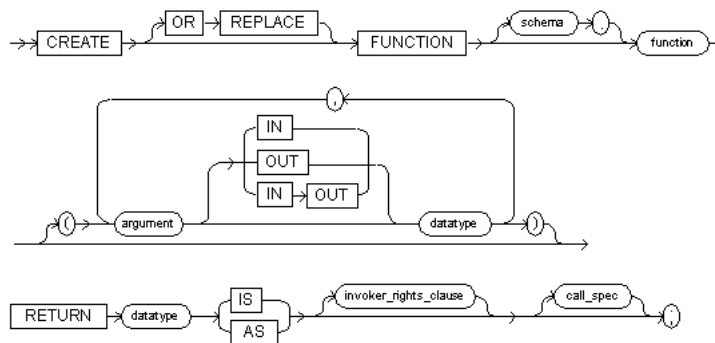 CREATE OR REPLACE FUNCTION schema . function
,
IN
OUT
IN OUT
( argument datatype )
RETURN datatype IS AS invoker_rights_clause call_spec ;